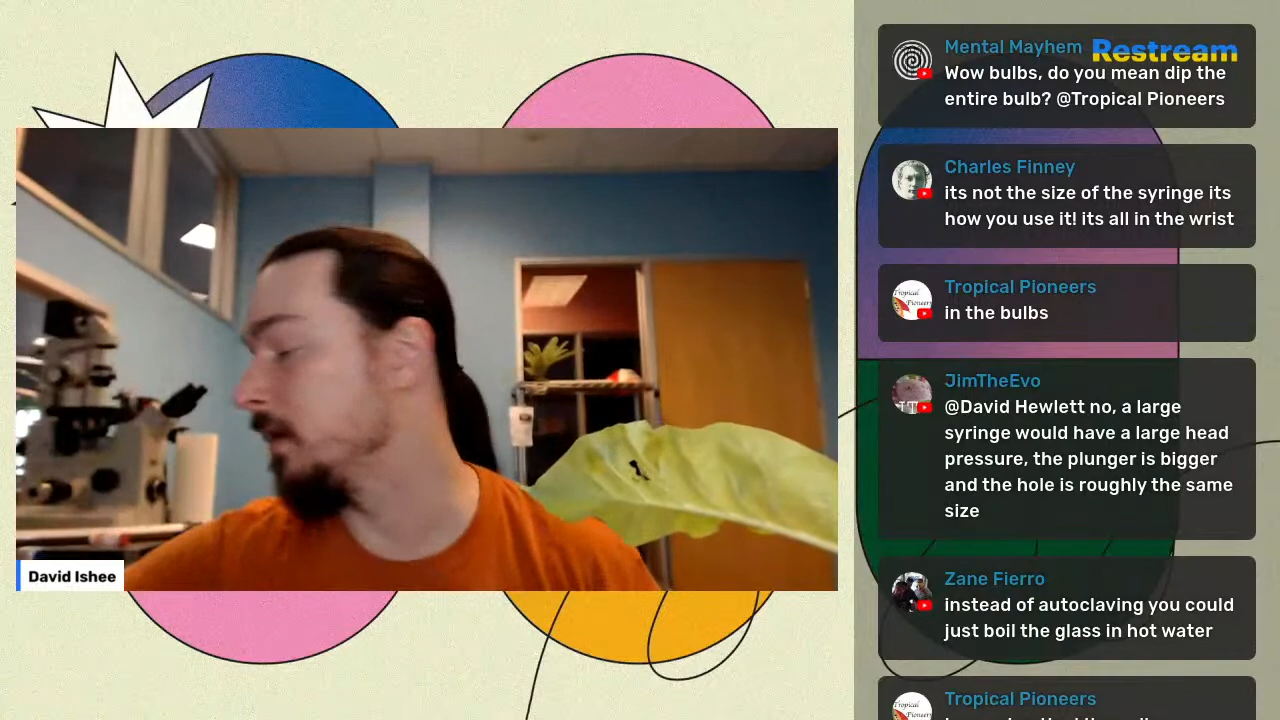 Mental Mayhem
Restream
Wow bulbs, do you mean dip the
entire bulb? @Tropical Pioneers
Charles Finney
its not the size of the syringe its
how you use it! its all in the wrist
Tropical Pioneers
in the bulbs
JimTheEvo
@David Hewlett no, a large
syringe would have a large head
pressure, the plunger is bigger
and the hole is roughly the same
size
David Ishee
Zane Fierro
instead of autoclaving you could
just boil the glass in hot water
Tropical Pioneers